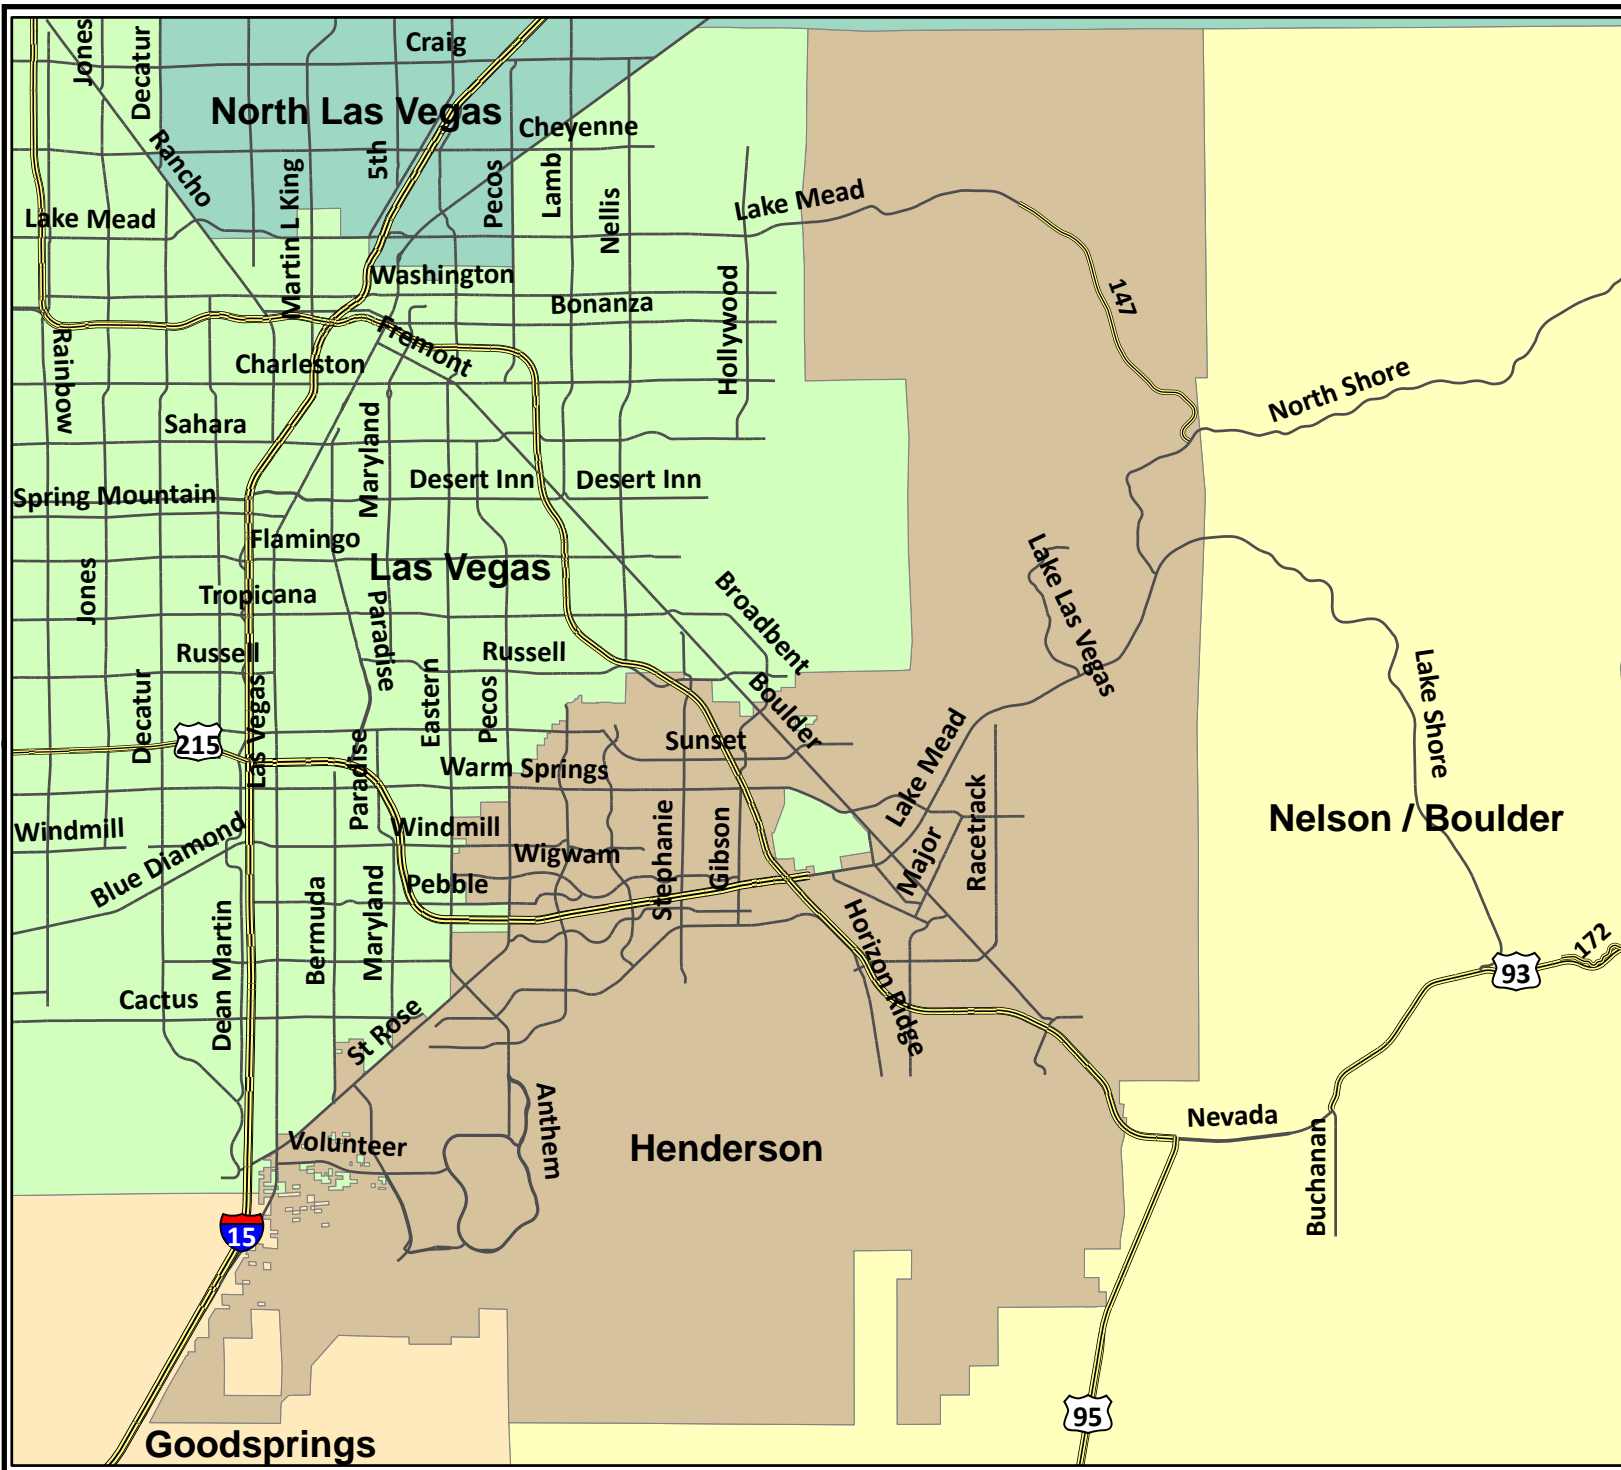 Jones
Decatur
Craig
North Las Vegas
Cheyenne
Rancho
5th
Pecos
Lamb
Nellis
Martin L King
Lake Mead
Lake Mead
Washington
Bonanza
Hollywood
147
Fremont
Rainbow
Charleston
North Shore
Sahara
Maryland
Desert Inn
Desert Inn
Spring Mountain
Flamingo
Las Vegas
Lake Las Vegas
Jones
Tropicana
Paradise
Broadbent
Russell
Russell
Decatur
Las Vegas
Eastern
Pecos
Boulder
Lake Shore
215
Paradise
Sunset
Warm Springs
Lake Mead
Racetrack
Windmill
Windmill
Blue Diamond
Wigwam
Stephanie
Gibson
Major
Nelson / Boulder
Pebble
Dean Martin
Bermuda
Maryland
Horizon Ridge
172
93
Cactus
St Rose
Anthem
Nevada
Buchanan
Volunteer
Henderson
15
95
Goodsprings